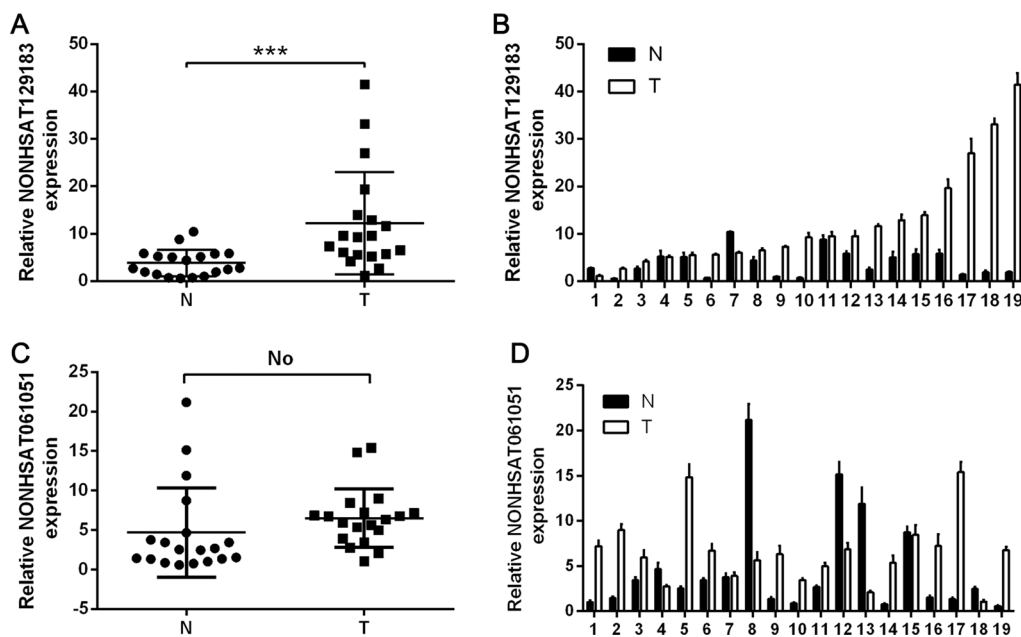 A
Relative NONHSAT129183
expression
50
40
30
20
10
0
***
N
T
B
Relative NONHSAT129183
expression
50
40
30
20
10
0
N
T
1 2 3 4 5 6 7 8 9 10 11 12 13 14 15 16 17 18 19
C
Relative NONHSAT061051
expression
25
20
15
10
5
0
-5
No
N
T
D
Relative NONHSAT061051
expression
25
20
15
10
5
0
N
T
1 2 3 4 5 6 7 8 9 10 11 12 13 14 15 16 17 18 19